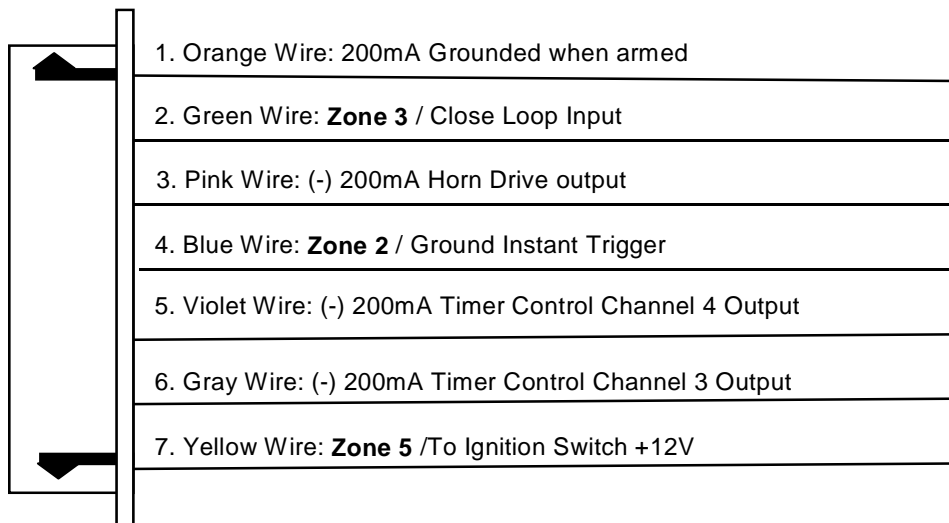 1. Orange Wire: 200mA Grounded when armed
2. Green Wire: Zone 3 / Close Loop Input
3. Pink Wire: (-) 200mA Horn Drive output
4. Blue Wire: Zone 2 / Ground Instant Trigger
5. Violet Wire: (-) 200mA Timer Control Channel 4 Output
6. Gray Wire: (-) 200mA Timer Control Channel 3 Output
7. Yellow Wire: Zone 5 /To Ignition Switch +12V